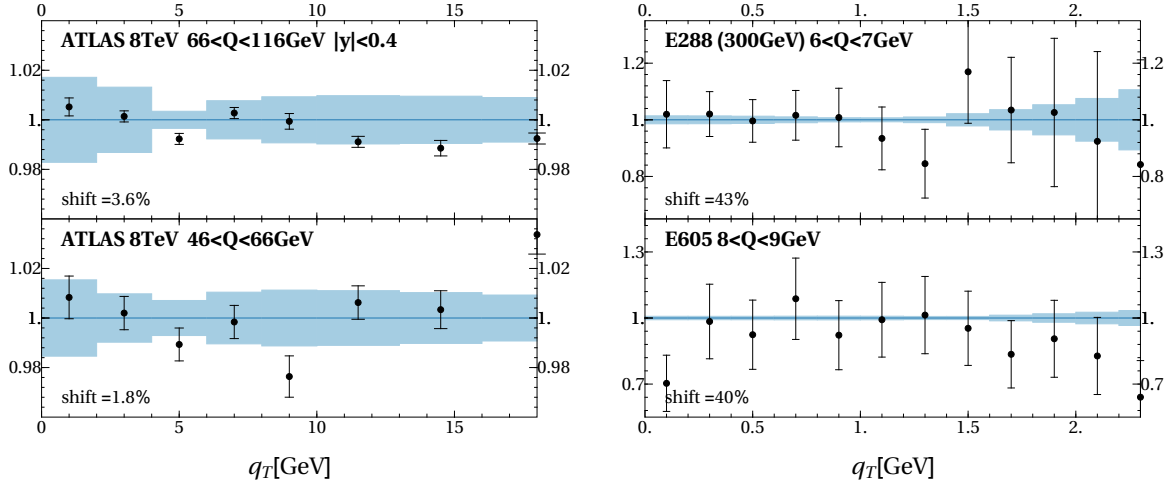 0 5 10 15
ATLAS 8TeV 66<Q<116GeV |y|<0.4
1.02 1.02
1. 1.
0.98 0.98
shift =3.6%
ATLAS 8TeV 46<Q<66GeV
1.02 1.02
1. 1.
0.98 0.98
shift =1.8%
0 5 10 15
qT[GeV]
0. 0.5 1. 1.5 2.
E288 (300GeV) 6<Q<7GeV
1.2 1.2
1. 1.
0.8 0.8
shift =43%
E605 8<Q<9GeV
1.3 1.3
1. 1.
0.7 0.7
shift =40%
0. 0.5 1. 1.5 2.
qT[GeV]